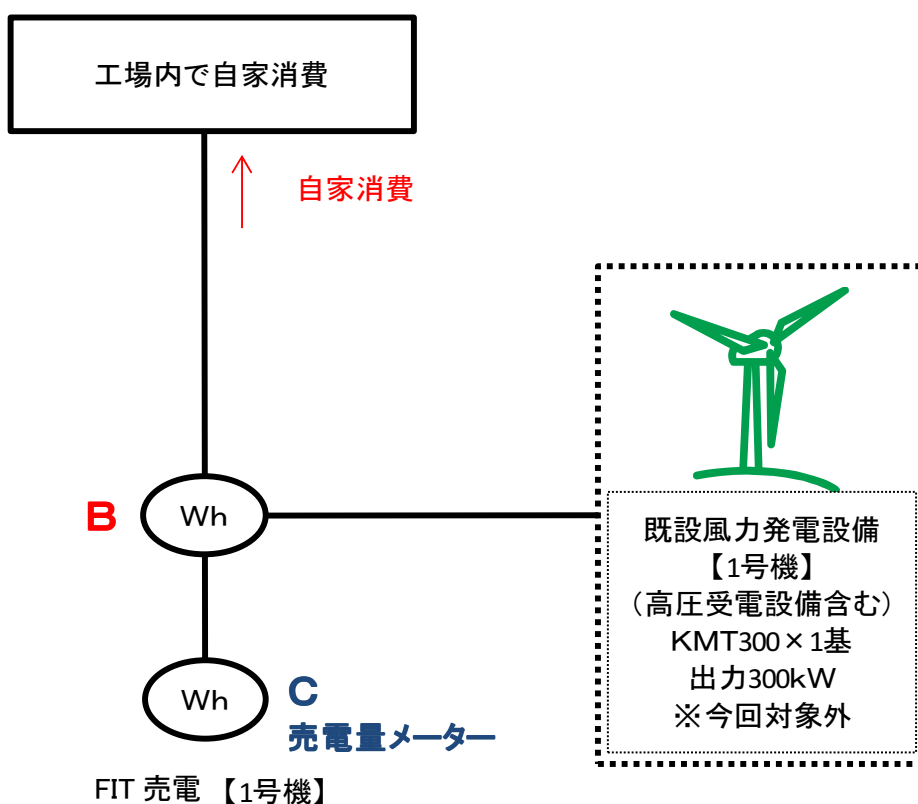 工場内で自家消費
自家消費
既設風力発電設備
【1号機】
（高圧受電設備含む）
KMT300×1基
出力300kW
※今回対象外
B
Wh
Wh
C
売電量メーター
FIT 売電 【1号機】